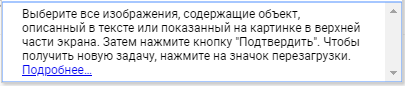 Выберите все изображения, содержащие объект,
описанный в тексте или показанный на картинке в верхней
части экрана. Затем нажмите кнопку "Подтвердить". Чтобы
получить новую задачу, нажмите на значок перезагрузки.
Подробнее...